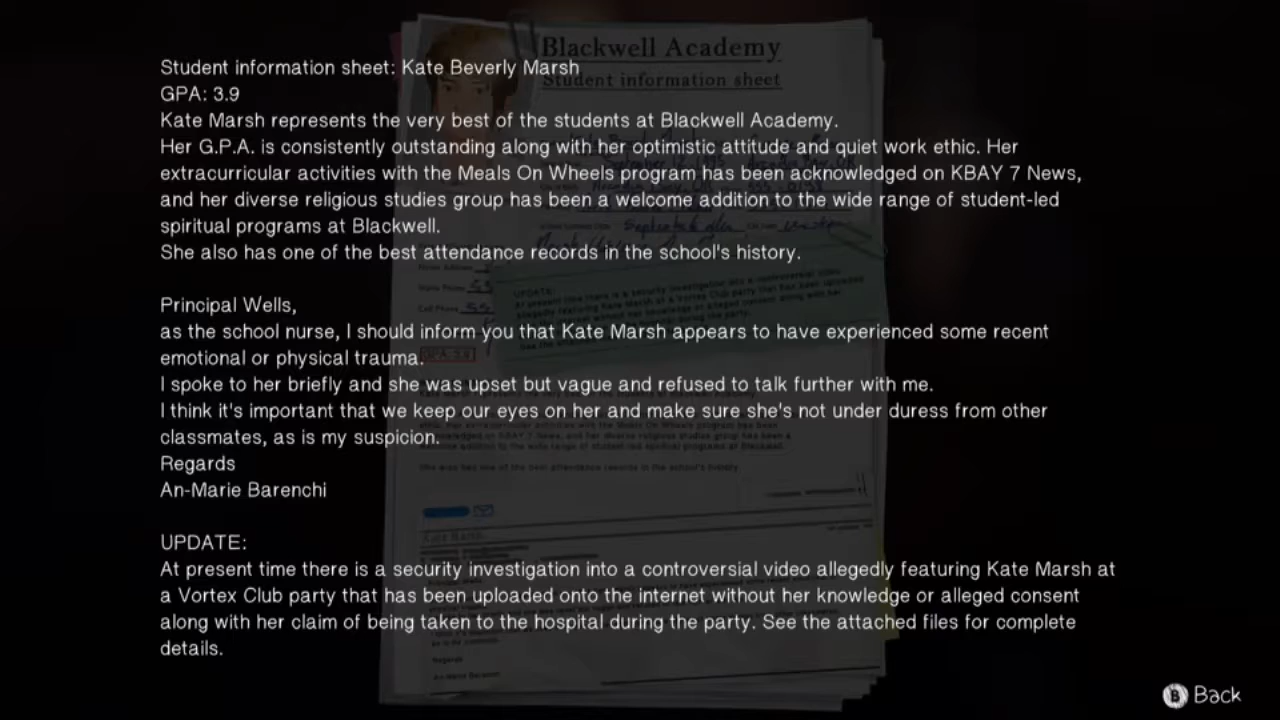 Blackwell Academy
Student information sheet
Student information sheet: Kate Beverly Marsh
GPA: 3.9
Kate Marsh represents the very best of the students at Blackwell Academy.
Her G.P.A. is consistently outstanding along with her optimistic attitude and quiet work ethic. Her
extracurricular activities with the Meals On Wheels program has been acknowledged on KBAY 7 News,
and her diverse religious studies group has been a welcome addition to the wide range of student-led
spiritual programs at Blackwell.
She also has one of the best attendance records in the school's history.
Principal Wells,
as the school nurse, I should inform you that Kate Marsh appears to have experienced some recent
emotional or physical trauma.
I spoke to her briefly and she was upset but vague and refused to talk further with me.
I think it's important that we keep our eyes on her and make sure she's not under duress from other
classmates, as is my suspicion.
Regards
An-Marie Barenchi
UPDATE:
At present time there is a security investigation into a controversial video allegedly featuring Kate Marsh at
a Vortex Club party that has been uploaded onto the internet without her knowledge or alleged consent
along with her claim of being taken to the hospital during the party. See the attached files for complete
details.
B Back